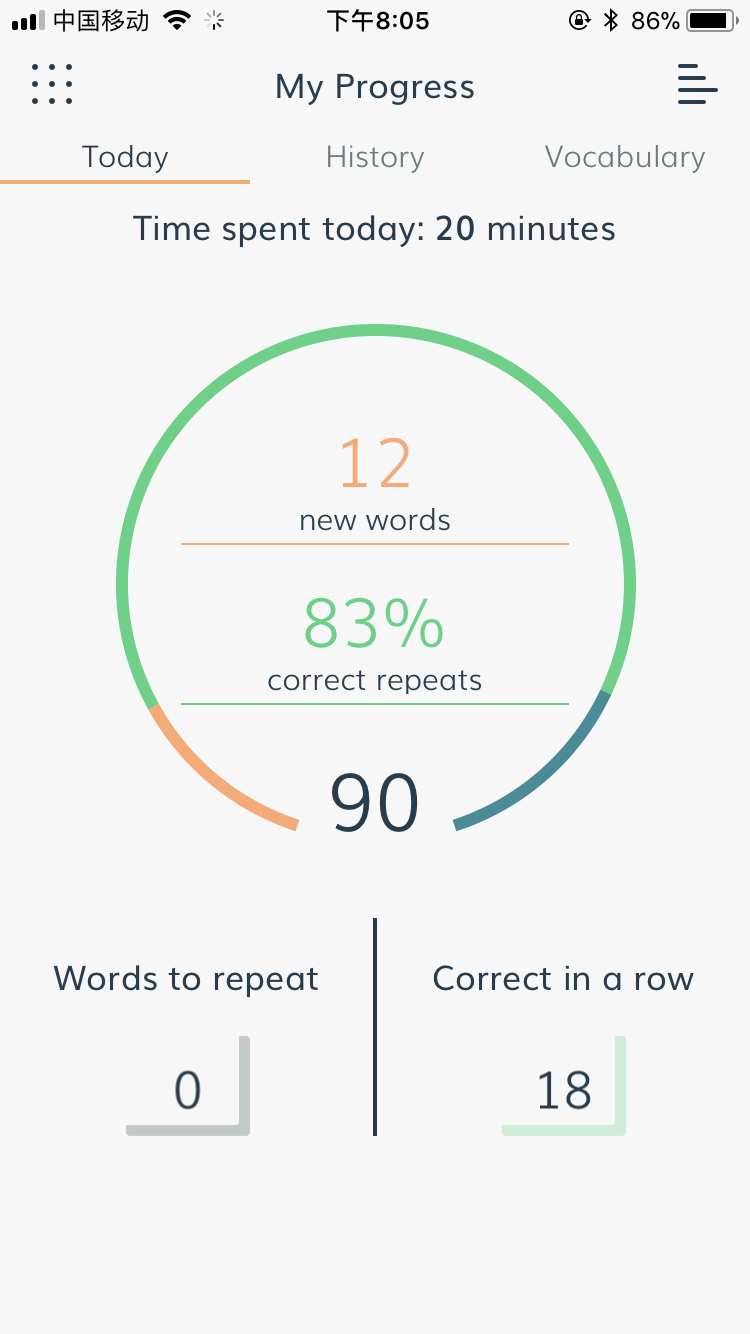 中国移动 下午8:05 86%
My Progress
Today History Vocabulary
Time spent today: 20 minutes
12
new words
83%
correct repeats
90
Words to repeat Correct in a row
0 18